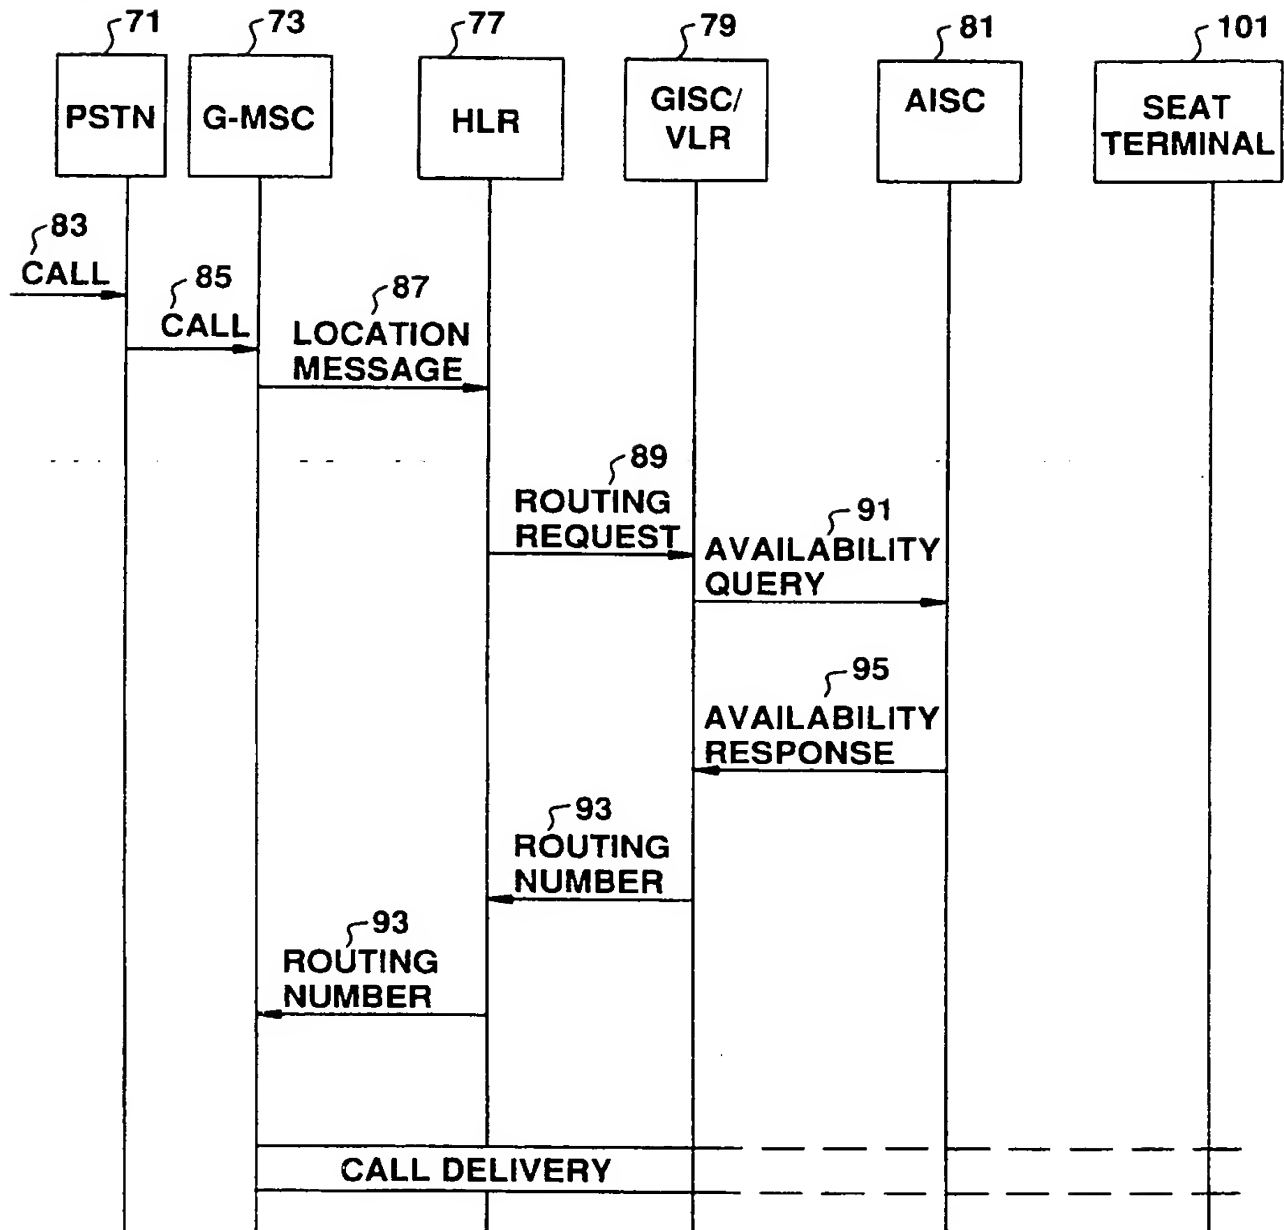 71
73
77
79
81
101
PSTN
G-MSC
HLR
GISC/
VLR
AISC
SEAT
TERMINAL
83
CALL
85
CALL
87
LOCATION
MESSAGE
89
ROUTING
REQUEST
91
AVAILABILITY
QUERY
95
AVAILABILITY
RESPONSE
93
ROUTING
NUMBER
93
ROUTING
NUMBER
CALL DELIVERY